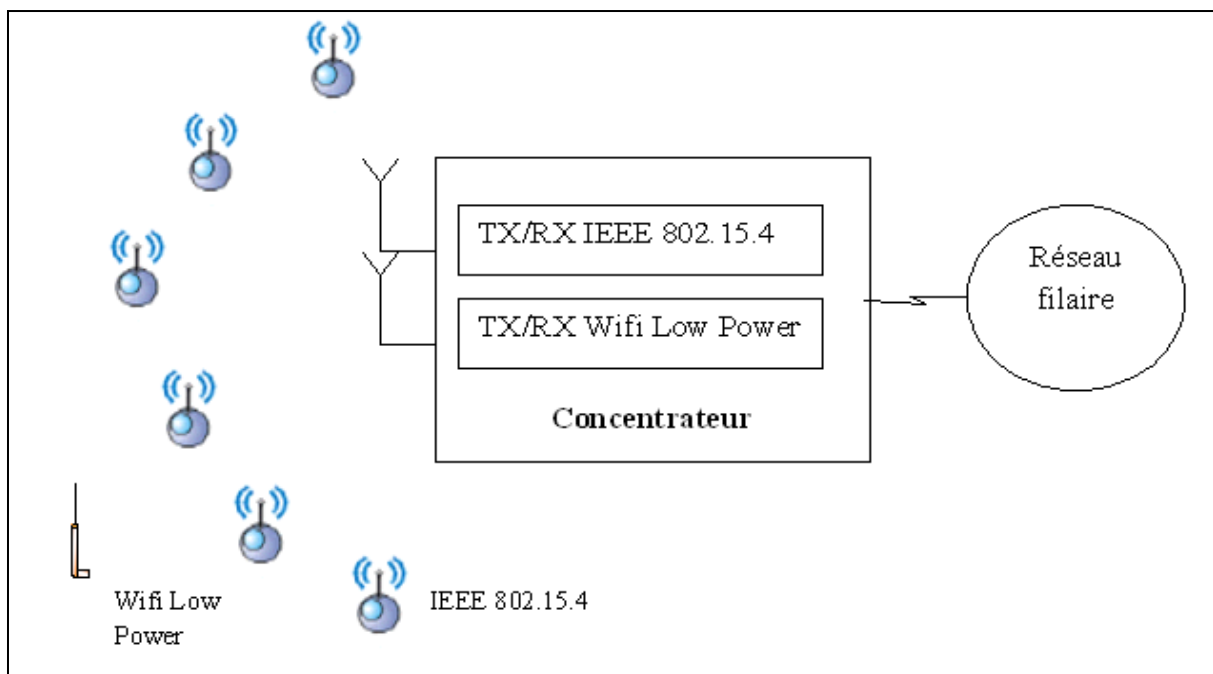 TX/RX IEEE 802.15.4
TX/RX Wifi Low Power
Concentrateur
Réseau
filaire
Wifi Low
Power
IEEE 802.15.4